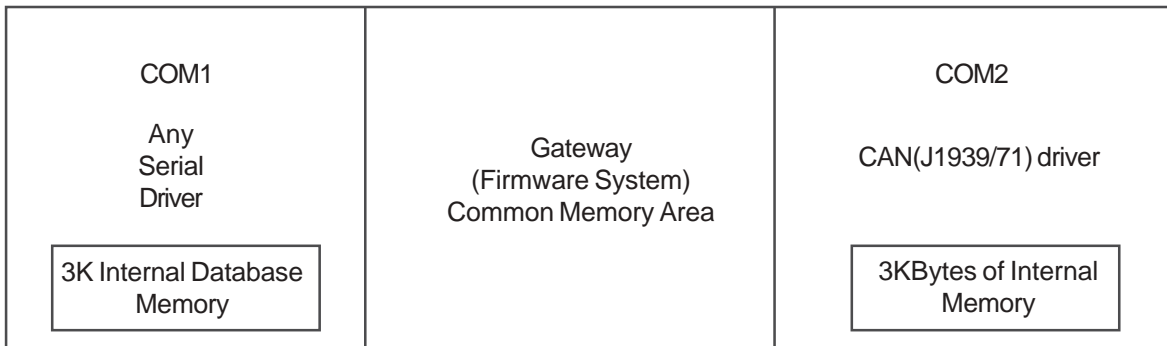 COM1
Any
Serial
Driver
3K Internal Database
Memory
Gateway
(Firmware System)
Common Memory Area
COM2
CAN(J1939/71) driver
3KBytes of Internal
Memory